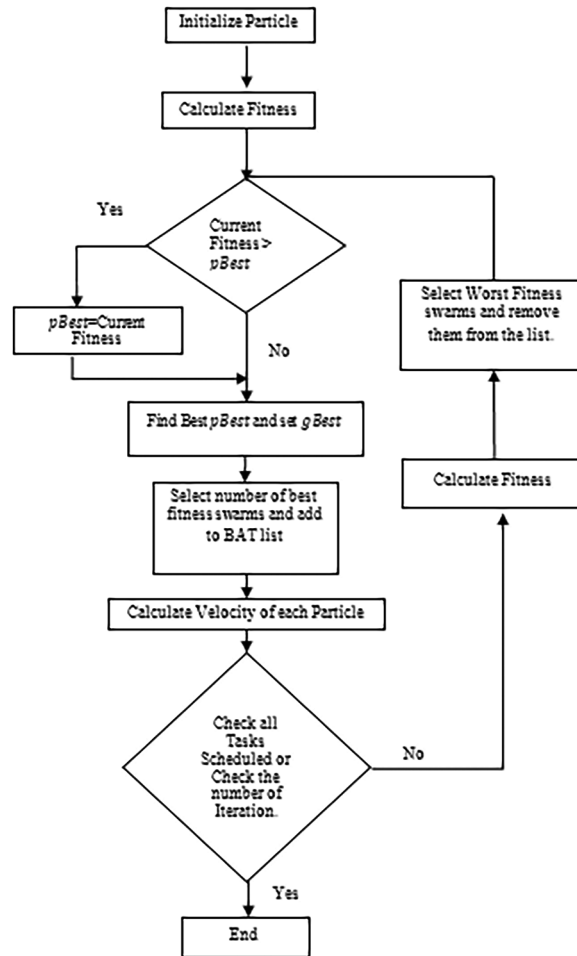 Initialize Particle
Calculate Fitness
Yes
Current
Fitness >
pBest
pBest=Current
Fitness
No
Find Best pBest and set gBest
Select number of best
fitness swarms and add
to BAT list
Calculate Velocity of each Particle
Check all
Tasks
Scheduled or
Check the
number of
Iteration.
No
Calculate Fitness
Select Worst Fitness
swarms and remove
them from the list.
Yes
End